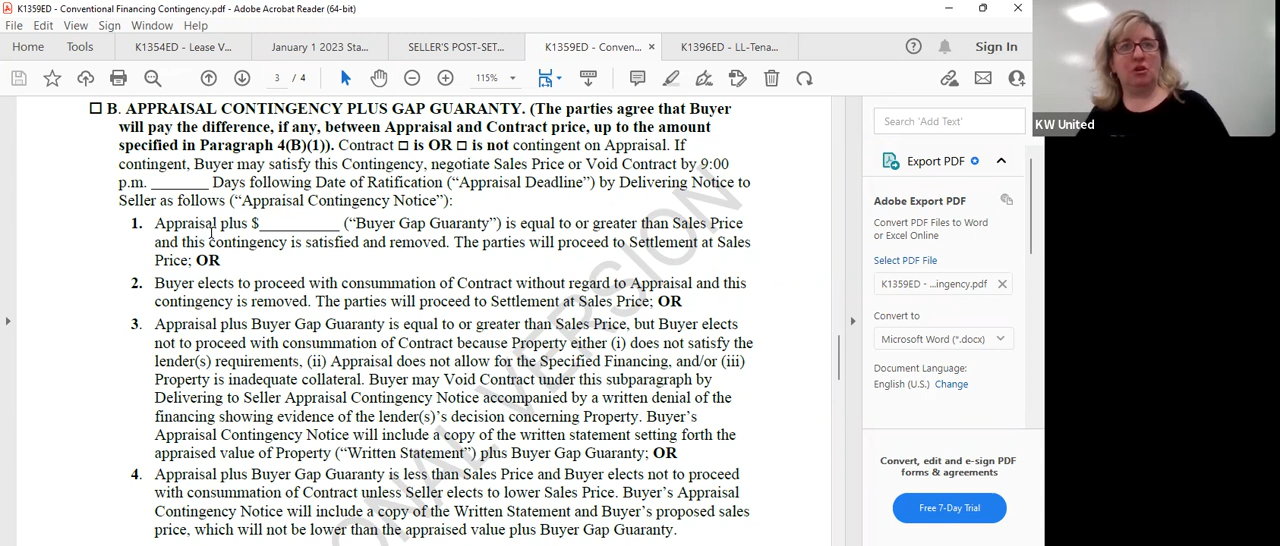 K1359ED - Conventional Financing Contingency.pdf - Adobe Acrobat Reader (64-bit)
File Edit View Sign Window Help
Home Tools K1354ED - Lease V... January 1 2023 Sta... SELLER'S POST-SET... K1359ED - Conven... × K1396ED - LL-Tena... Sign In
3 / 4 115%
B. APPRAISAL CONTINGENCY PLUS GAP GUARANTY. (The parties agree that Buyer
will pay the difference, if any, between Appraisal and Contract price, up to the amount
specified in Paragraph 4(B)(1)). Contract ☐ is OR ☐ is not contingent on Appraisal. If
contingent, Buyer may satisfy this Contingency, negotiate Sales Price or Void Contract by 9:00
p.m. _______ Days following Date of Ratification (“Appraisal Deadline”) by Delivering Notice to
Seller as follows (“Appraisal Contingency Notice”):
1. Appraisal plus $__________ (“Buyer Gap Guaranty”) is equal to or greater than Sales Price
and this contingency is satisfied and removed. The parties will proceed to Settlement at Sales
Price; OR
2. Buyer elects to proceed with consummation of Contract without regard to Appraisal and this
contingency is removed. The parties will proceed to Settlement at Sales Price; OR
3. Appraisal plus Buyer Gap Guaranty is equal to or greater than Sales Price, but Buyer elects
not to proceed with consummation of Contract because Property either (i) does not satisfy the
lender(s) requirements, (ii) Appraisal does not allow for the Specified Financing, and/or (iii)
Property is inadequate collateral. Buyer may Void Contract under this subparagraph by
Delivering to Seller Appraisal Contingency Notice accompanied by a written denial of the
financing showing evidence of the lender(s)’s decision concerning Property. Buyer’s
Appraisal Contingency Notice will include a copy of the written statement setting forth the
appraised value of Property (“Written Statement”) plus Buyer Gap Guaranty; OR
4. Appraisal plus Buyer Gap Guaranty is less than Sales Price and Buyer elects not to proceed
with consummation of Contract unless Seller elects to lower Sales Price. Buyer’s Appraisal
Contingency Notice will include a copy of the Written Statement and Buyer’s proposed sales
price, which will not be lower than the appraised value plus Buyer Gap Guaranty.
ONAL VERSION
Search 'Add Text'
Export PDF
Adobe Export PDF
Convert PDF Files to Word
or Excel Online
Select PDF File
K1359ED - ...ingency.pdf
Convert to
Microsoft Word (*.docx)
Document Language:
English (U.S.) Change
Convert, edit and e-sign PDF
forms & agreements
Free 7-Day Trial
KW United